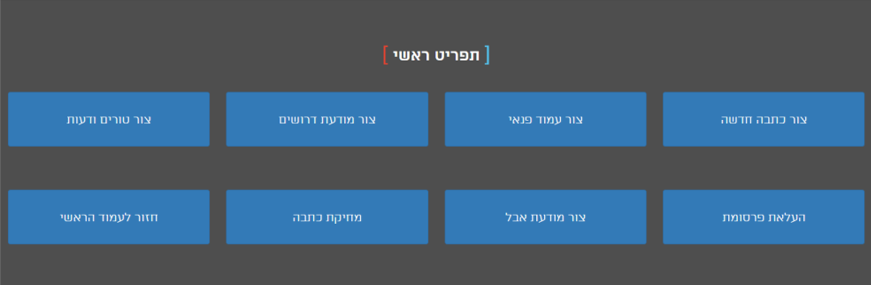 [ תפריט ראשי ]
צור כתבה חדשה
צור עמוד פנאי
צור מודעת דרושים
צור טורים ודעות
העלאת פרסומת
צור מודעת אבל
מחיקת כתבה
חזור לעמוד הראשי